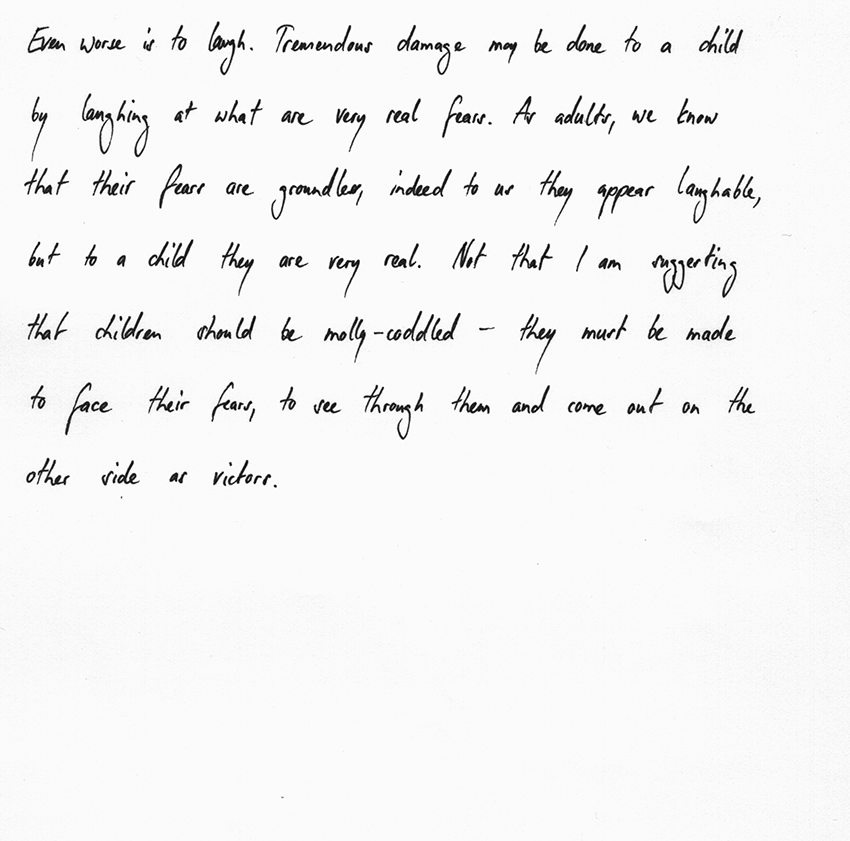 Even worse is to laugh. Tremendous damage may be done to a child
by laughing at what are very real fears. As adults, we know
that their fears are groundless, indeed to us they appear laughable,
but to a child they are very real. Not that I am suggesting
that children should be molly-coddled – they must be made
to face their fears, to see through them and come out on the
other side as victors.